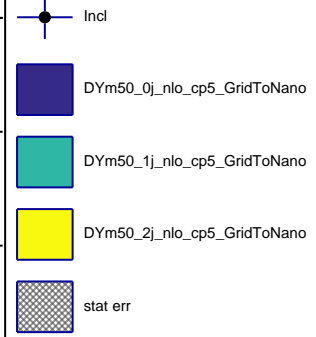 Incl
DYm50_0j_nlo_cp5_GridToNano
DYm50_1j_nlo_cp5_GridToNano
DYm50_2j_nlo_cp5_GridToNano
stat err